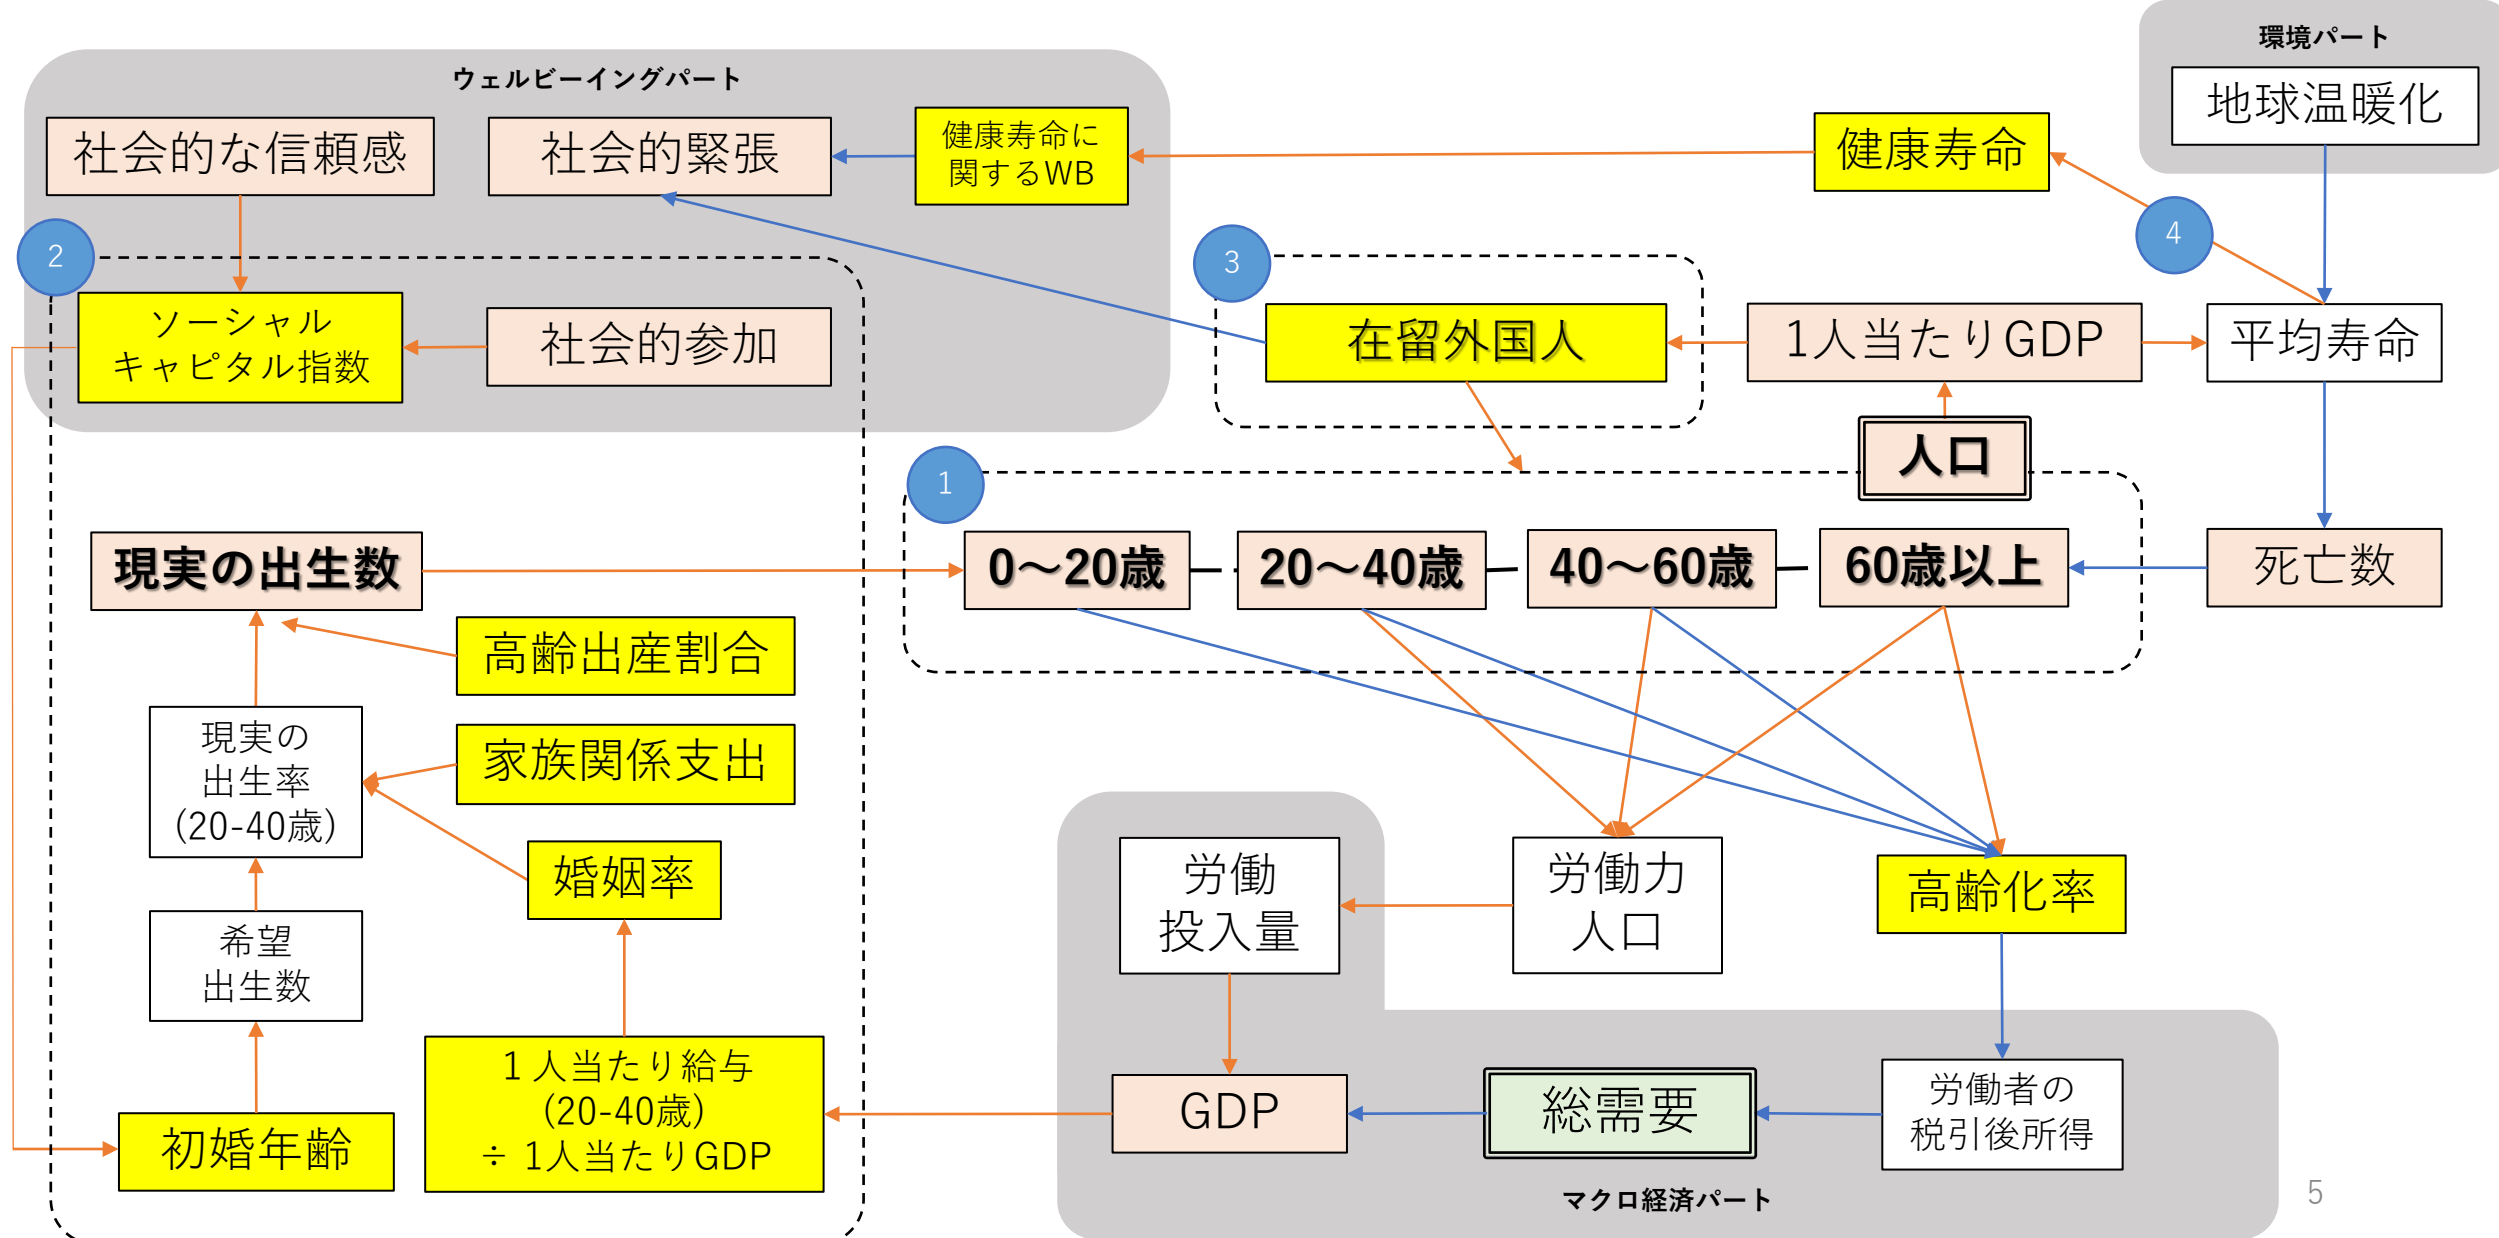 環境パート
地球温暖化
ウェルビーイングパート
社会的な信頼感
社会的緊張
健康寿命に
関するWB
健康寿命
4
2
3
ソーシャル
キャピタル指数
社会的参加
在留外国人
1人当たりGDP
平均寿命
人口
1
現実の出生数
0～20歳
20～40歳
40～60歳
60歳以上
死亡数
高齢出産割合
現実の
出生率
(20-40歳)
家族関係支出
婚姻率
労働
投入量
労働力
人口
高齢化率
希望
出生数
１人当たり給与
(20-40歳)
÷ 1人当たりGDP
GDP
総需要
労働者の
税引後所得
初婚年齢
マクロ経済パート
5